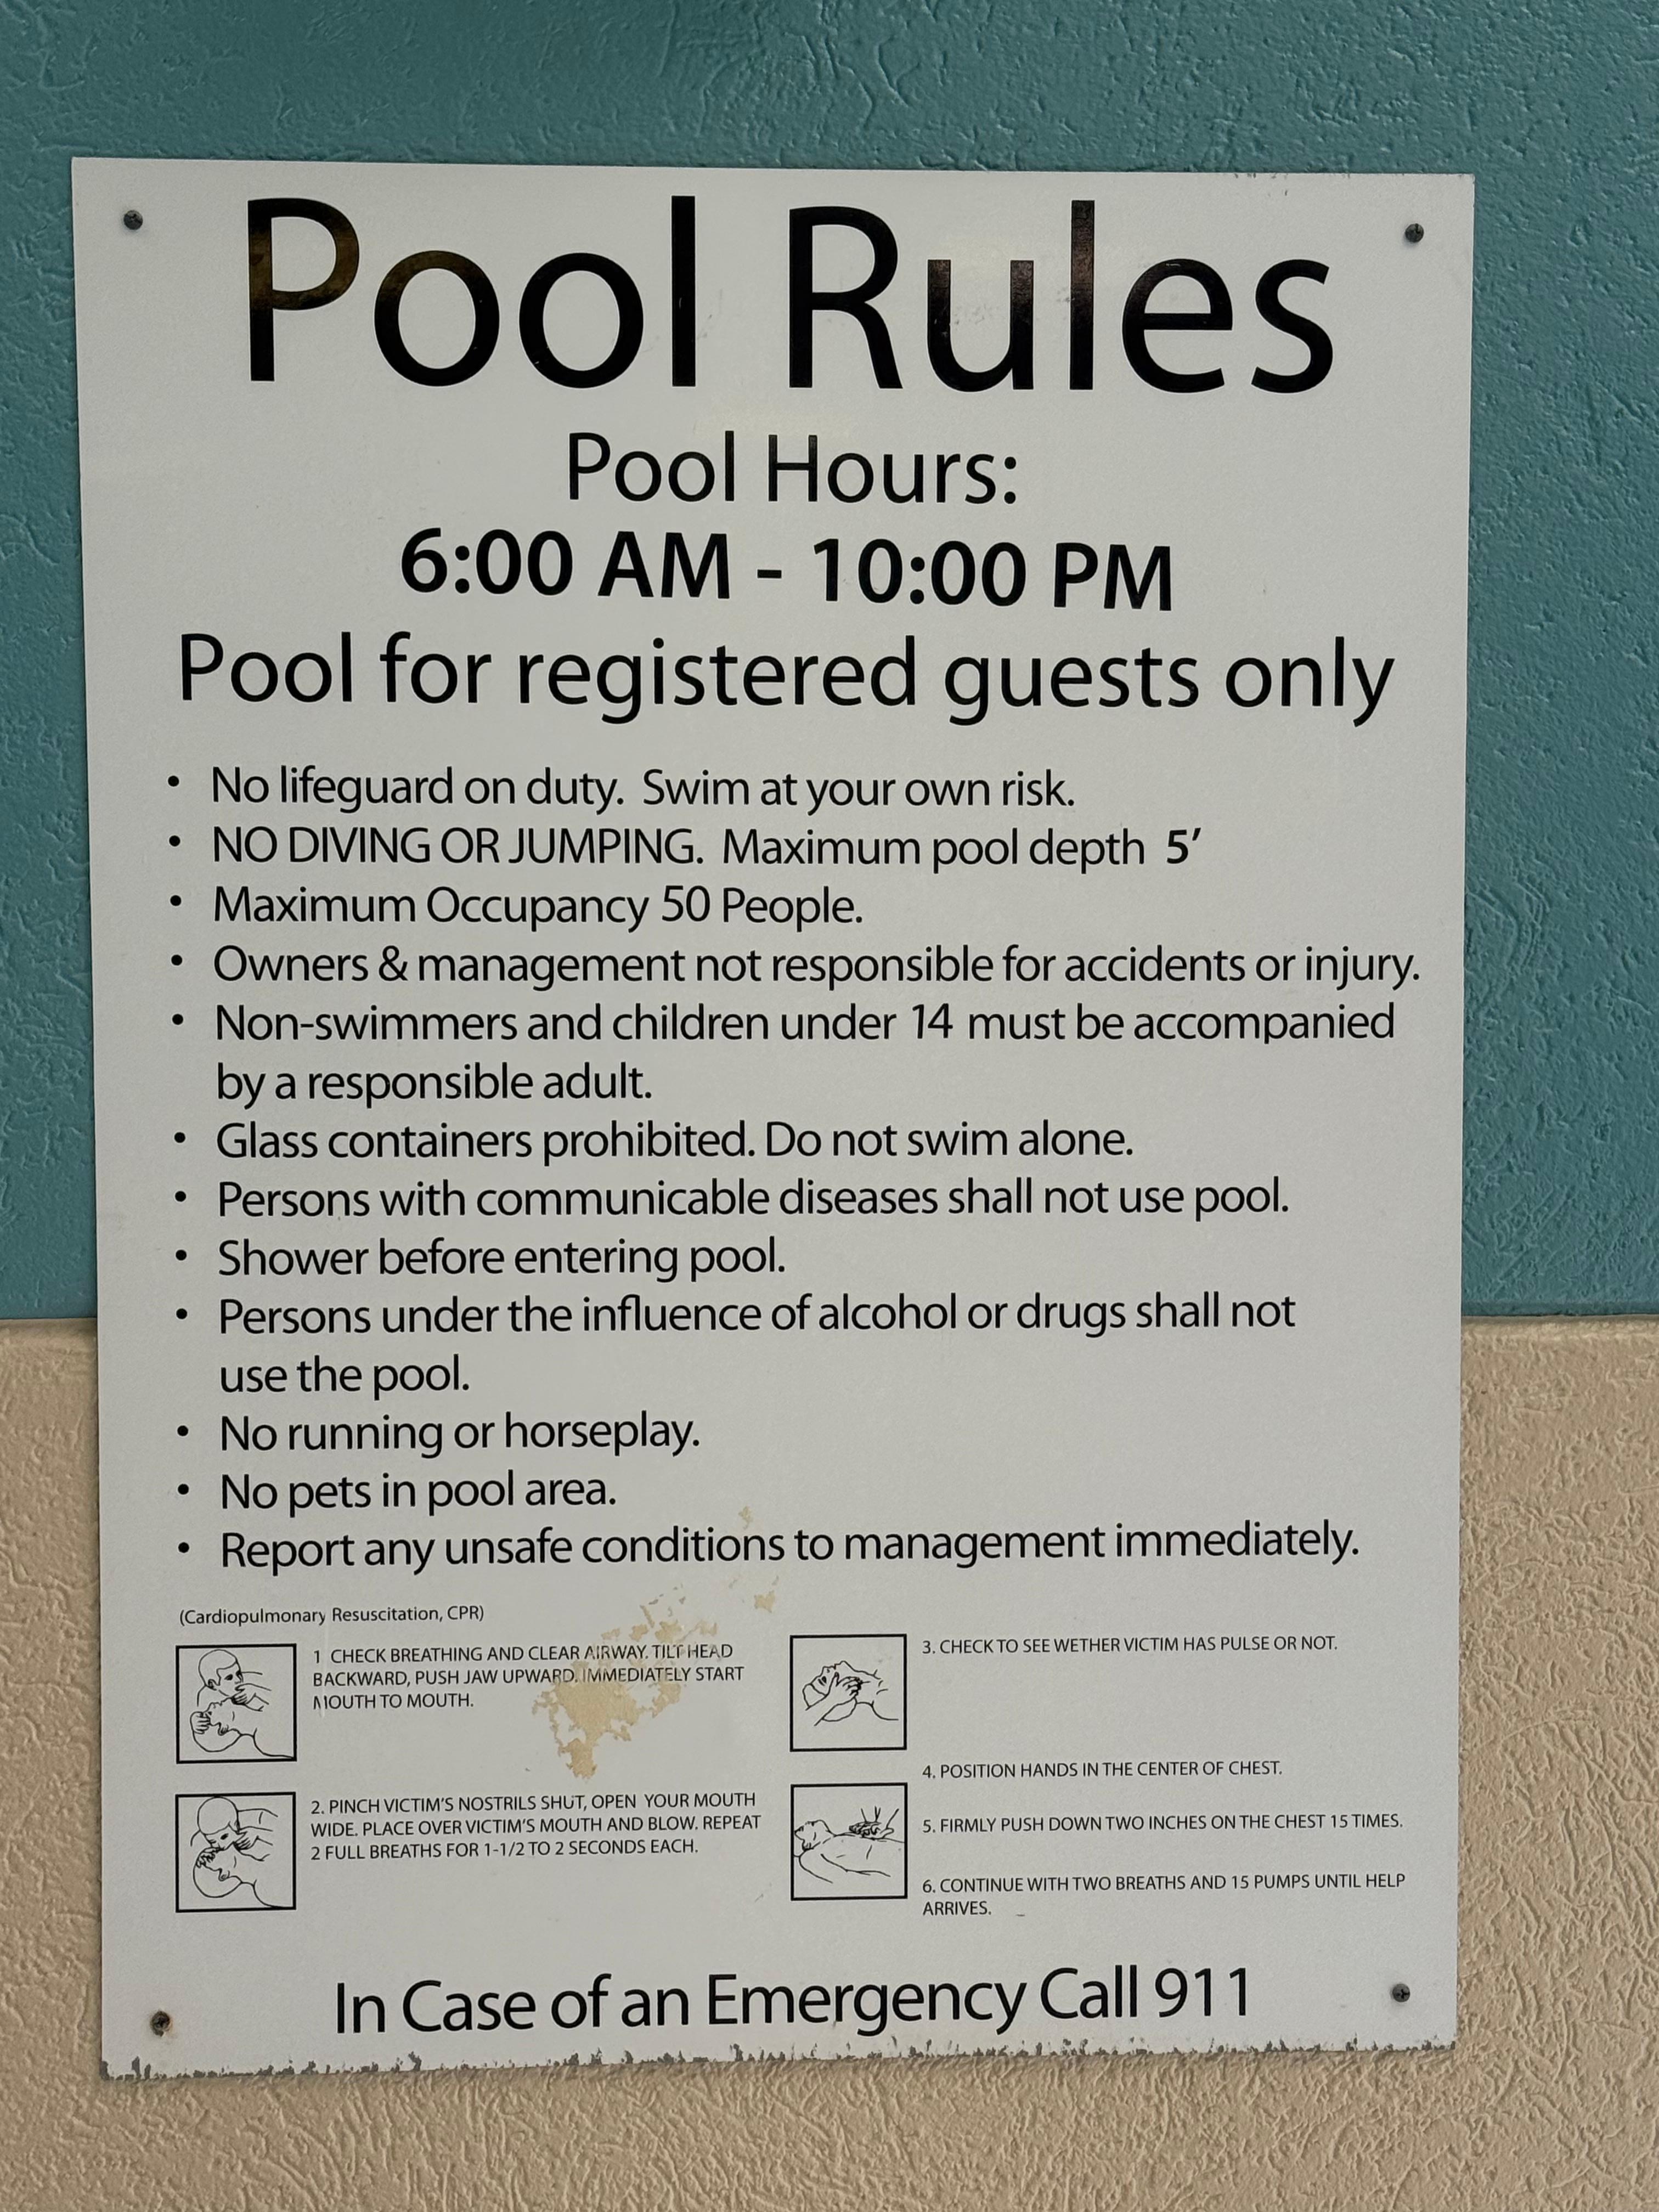 Pool Rules
Pool Hours:
6:00 AM - 10:00 PM
Pool for registered guests only
• No lifeguard on duty. Swim at your own risk.
• NO DIVING OR JUMPING. Maximum pool depth 5'
• Maximum Occupancy 50 People.
• Owners & management not responsible for accidents or injury.
• Non-swimmers and children under 14 must be accompanied
by a responsible adult.
• Glass containers prohibited. Do not swim alone.
• Persons with communicable diseases shall not use pool.
• Shower before entering pool.
• Persons under the influence of alcohol or drugs shall not
use the pool.
• No running or horseplay.
• No pets in pool area.
• Report any unsafe conditions to management immediately.
(Cardiopulmonary Resuscitation, CPR)
1 CHECK BREATHING AND CLEAR AIRWAY. TILT HEAD
BACKWARD, PUSH JAW UPWARD. IMMEDIATELY START
MOUTH TO MOUTH.
2. PINCH VICTIM'S NOSTRILS SHUT, OPEN YOUR MOUTH
WIDE. PLACE OVER VICTIM'S MOUTH AND BLOW. REPEAT
2 FULL BREATHS FOR 1-1/2 TO 2 SECONDS EACH.
3. CHECK TO SEE WETHER VICTIM HAS PULSE OR NOT.
4. POSITION HANDS IN THE CENTER OF CHEST.
5. FIRMLY PUSH DOWN TWO INCHES ON THE CHEST 15 TIMES.
6. CONTINUE WITH TWO BREATHS AND 15 PUMPS UNTIL HELP
ARRIVES.
In Case of an Emergency Call 911